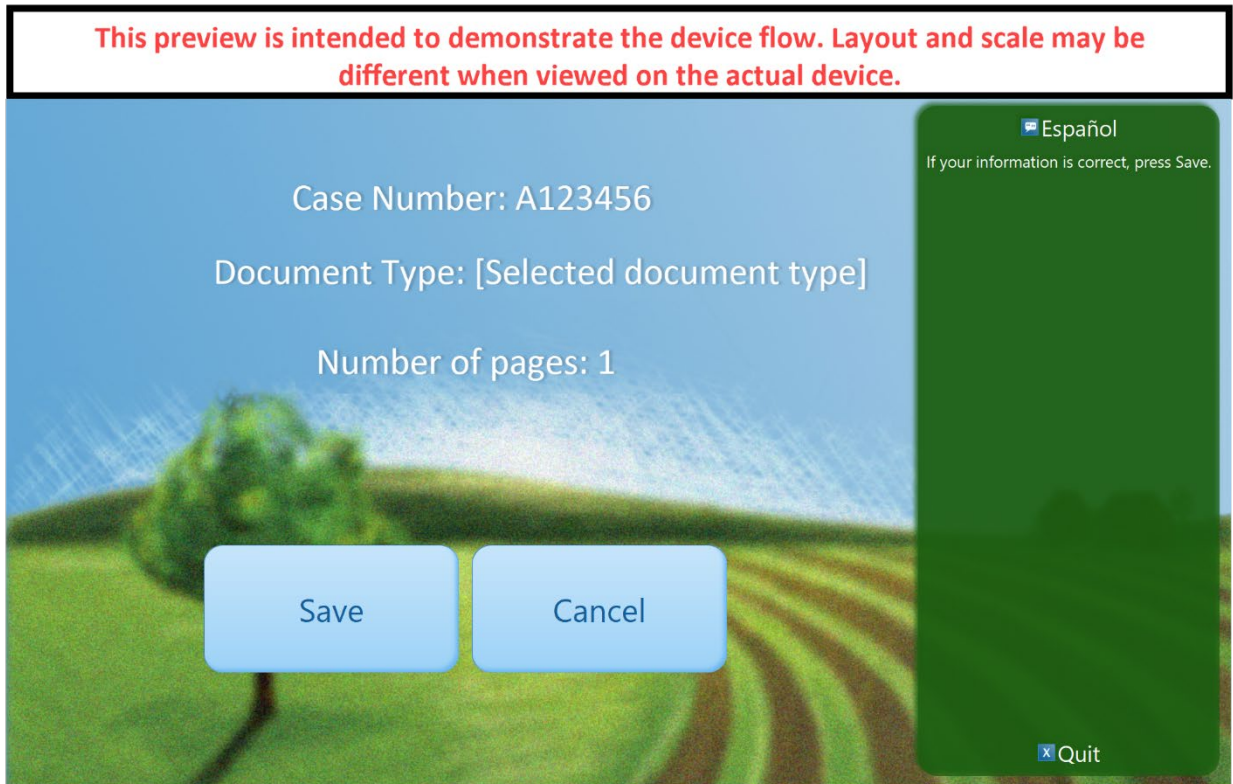 This preview is intended to demonstrate the device flow. Layout and scale may be
different when viewed on the actual device.
Case Number: A123456
Document Type: [Selected document type]
Number of pages: 1
Save
Cancel
Español
If your information is correct, press Save.
X Quit